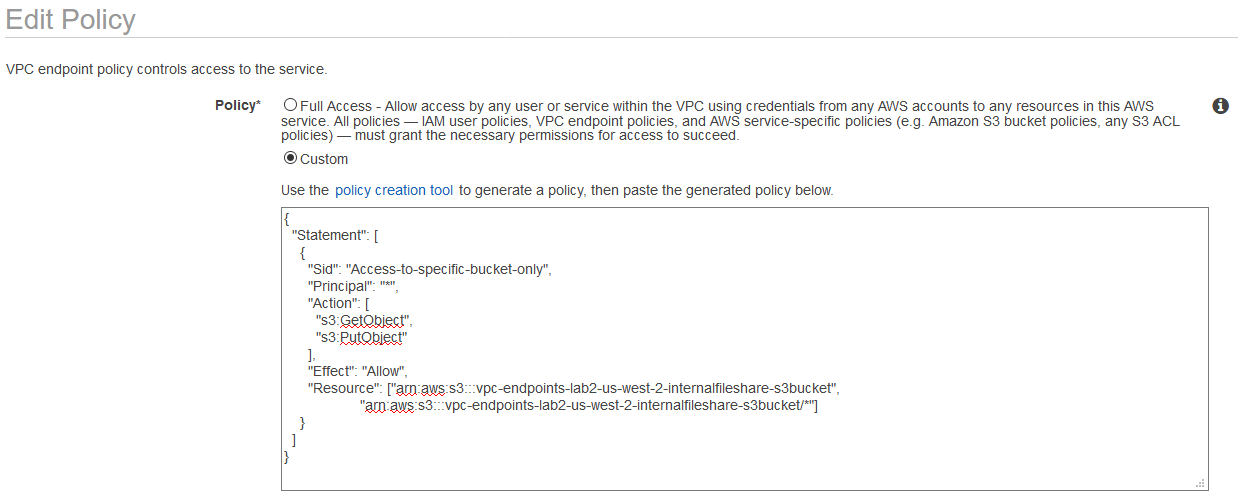 Edit Policy
VPC endpoint policy controls access to the service.
Policy* Full Access - Allow access by any user or service within the VPC using credentials from any AWS accounts to any resources in this AWS
service. All policies — IAM user policies, VPC endpoint policies, and AWS service-specific policies (e.g. Amazon S3 bucket policies, any S3 ACL
policies) — must grant the necessary permissions for access to succeed.
Custom
Use the policy creation tool to generate a policy, then paste the generated policy below.
{
"Statement": [
{
"Sid": "Access-to-specific-bucket-only",
"Principal": "*",
"Action": [
"s3:GetObject",
"s3:PutObject"
],
"Effect": "Allow",
"Resource": ["arn:aws:s3:::vpc-endpoints-lab2-us-west-2-internalfileshare-s3bucket",
"arn:aws:s3:::vpc-endpoints-lab2-us-west-2-internalfileshare-s3bucket/*"]
}
]
}